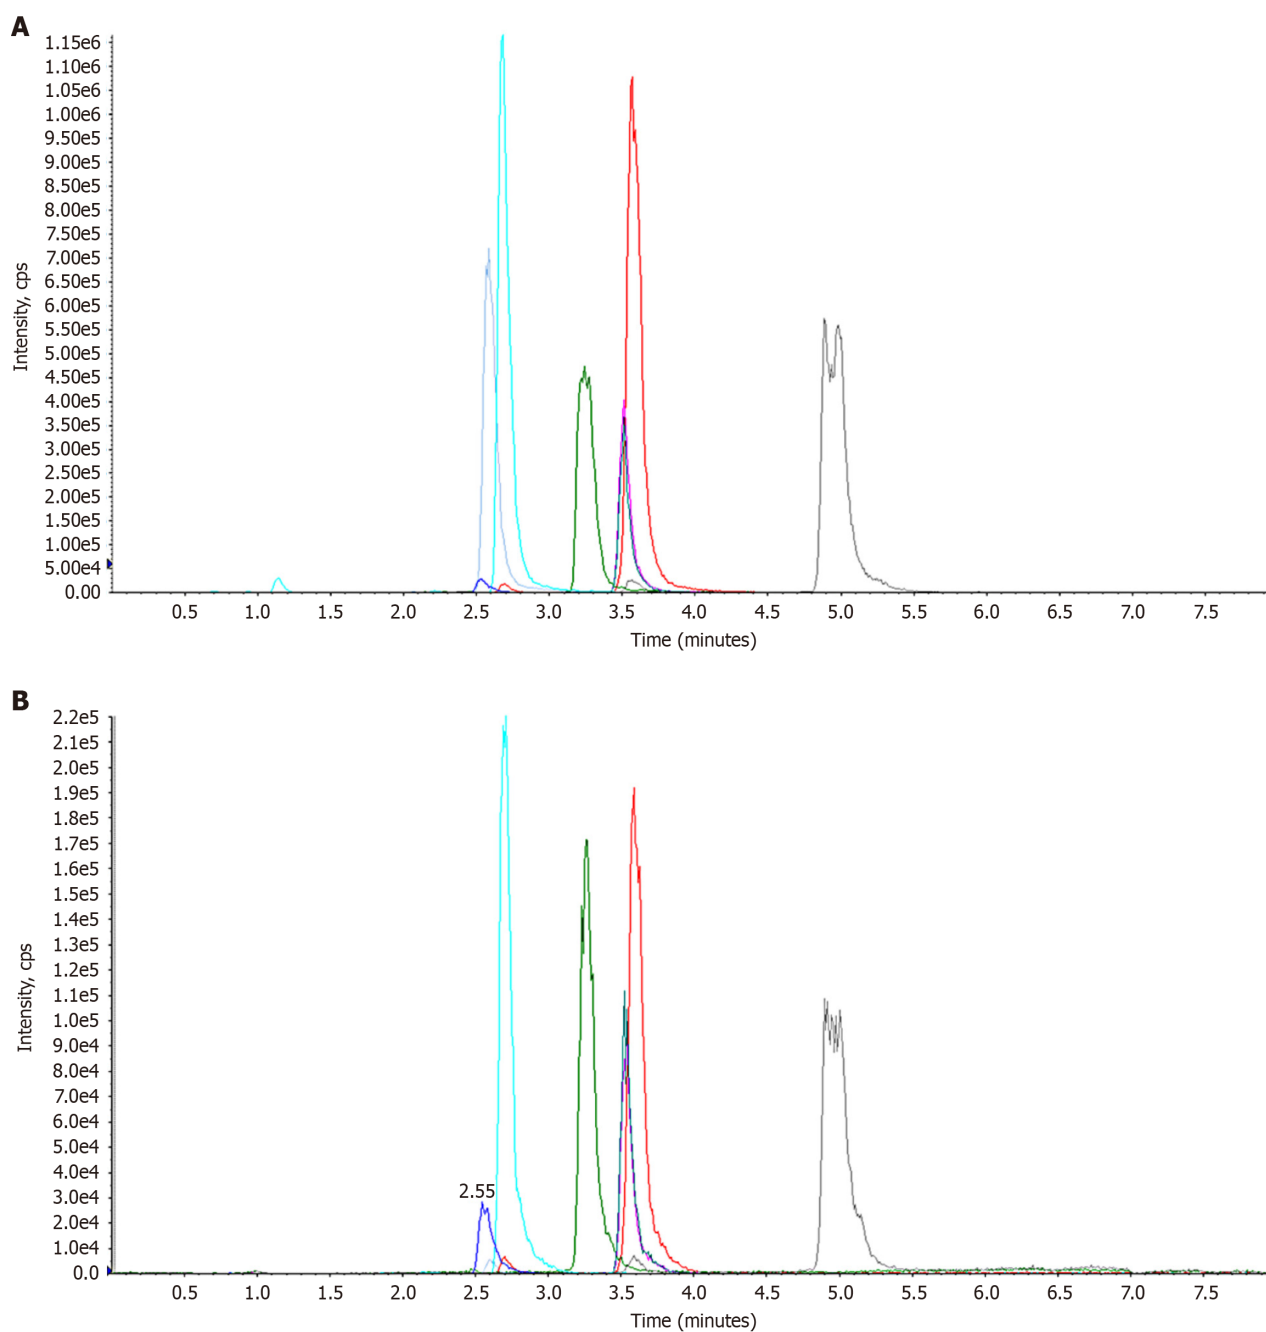 A
1.15e6
1.10e6
1.05e6
1.00e6
9.50e5
9.00e5
8.50e5
8.00e5
7.50e5
7.00e5
6.50e5
6.00e5
5.50e5
5.00e5
4.50e5
4.00e5
3.50e5
3.00e5
2.50e5
2.00e5
1.50e5
1.00e5
5.00e4
0.00
Intensity, cps
0.5 1.0 1.5 2.0 2.5 3.0 3.5 4.0 4.5 5.0 5.5 6.0 6.5 7.0 7.5
Time (minutes)
B
2.2e5
2.1e5
2.0e5
1.9e5
1.8e5
1.7e5
1.6e5
1.5e5
1.4e5
1.3e5
1.2e5
1.1e5
1.0e5
9.0e4
8.0e4
7.0e4
6.0e4
5.0e4
4.0e4
3.0e4
2.0e4
1.0e4
0.0
Intensity, cps
2.55
0.5 1.0 1.5 2.0 2.5 3.0 3.5 4.0 4.5 5.0 5.5 6.0 6.5 7.0 7.5
Time (minutes)